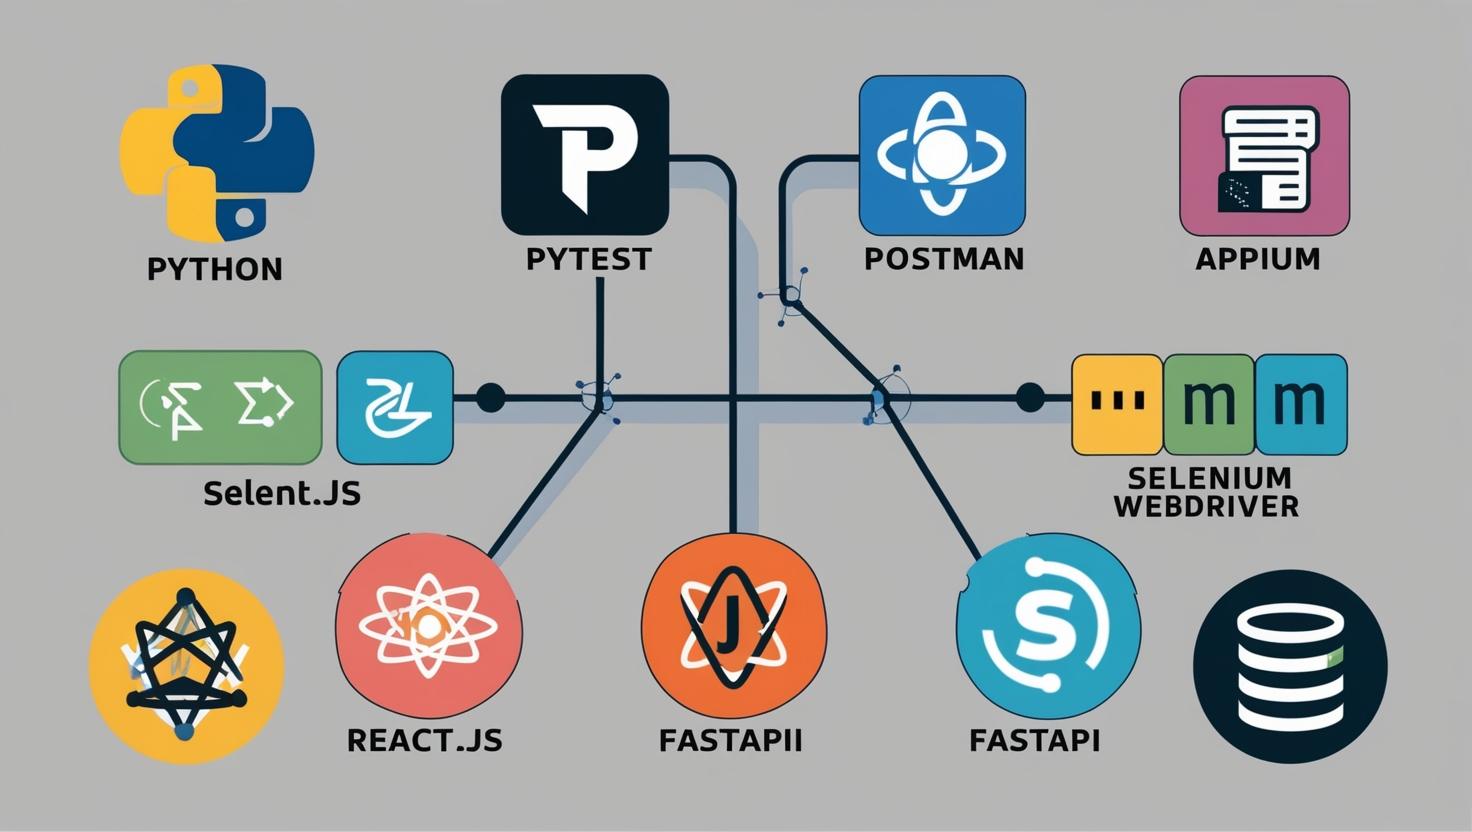 PYTHON
PYTEST
POSTMAN
APPIUM
m m
Selent.JS
SELENIUM
WEBDRIVER
J
S
REACT.JS
FASTAPII
FASTAPI